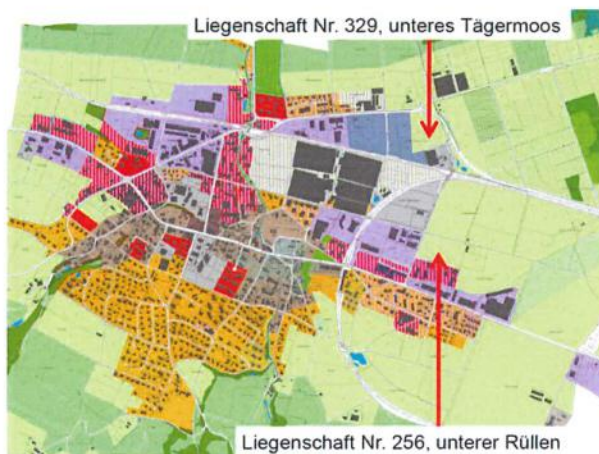 Liegenschaft Nr. 329, unteres Tägermoos
Liegenschaft Nr. 256, unterer Rüllen